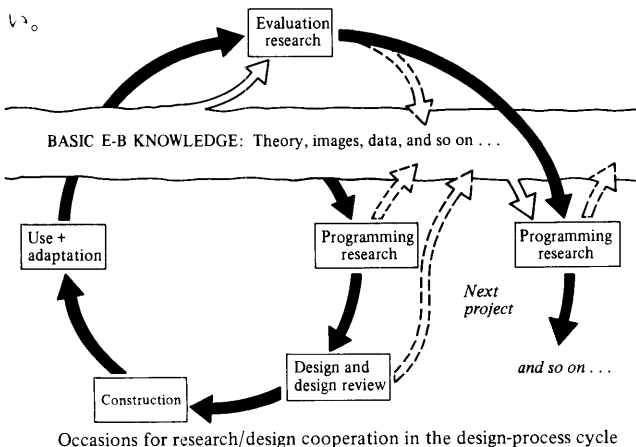 Evaluation
research
BASIC E-B KNOWLEDGE: Theory, images, data, and so on . . .
Use +
adaptation
Programming
research
Programming
research
Next
project
Design and
design review
and so on . . .
Construction
Occasions for research/design cooperation in the design-process cycle